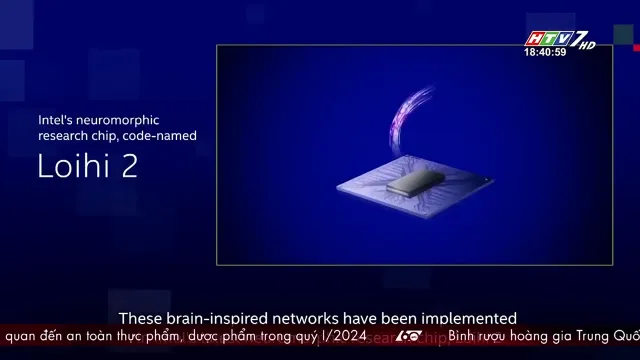 HTV7 HD
18:40:59
Intel's neuromorphic
research chip, code-named
Loihi 2
These brain-inspired networks have been implemented
quan đến an toàn thực phẩm, dược phẩm trong quý I/2024 60 Bình rượu hoàng gia Trung Quố